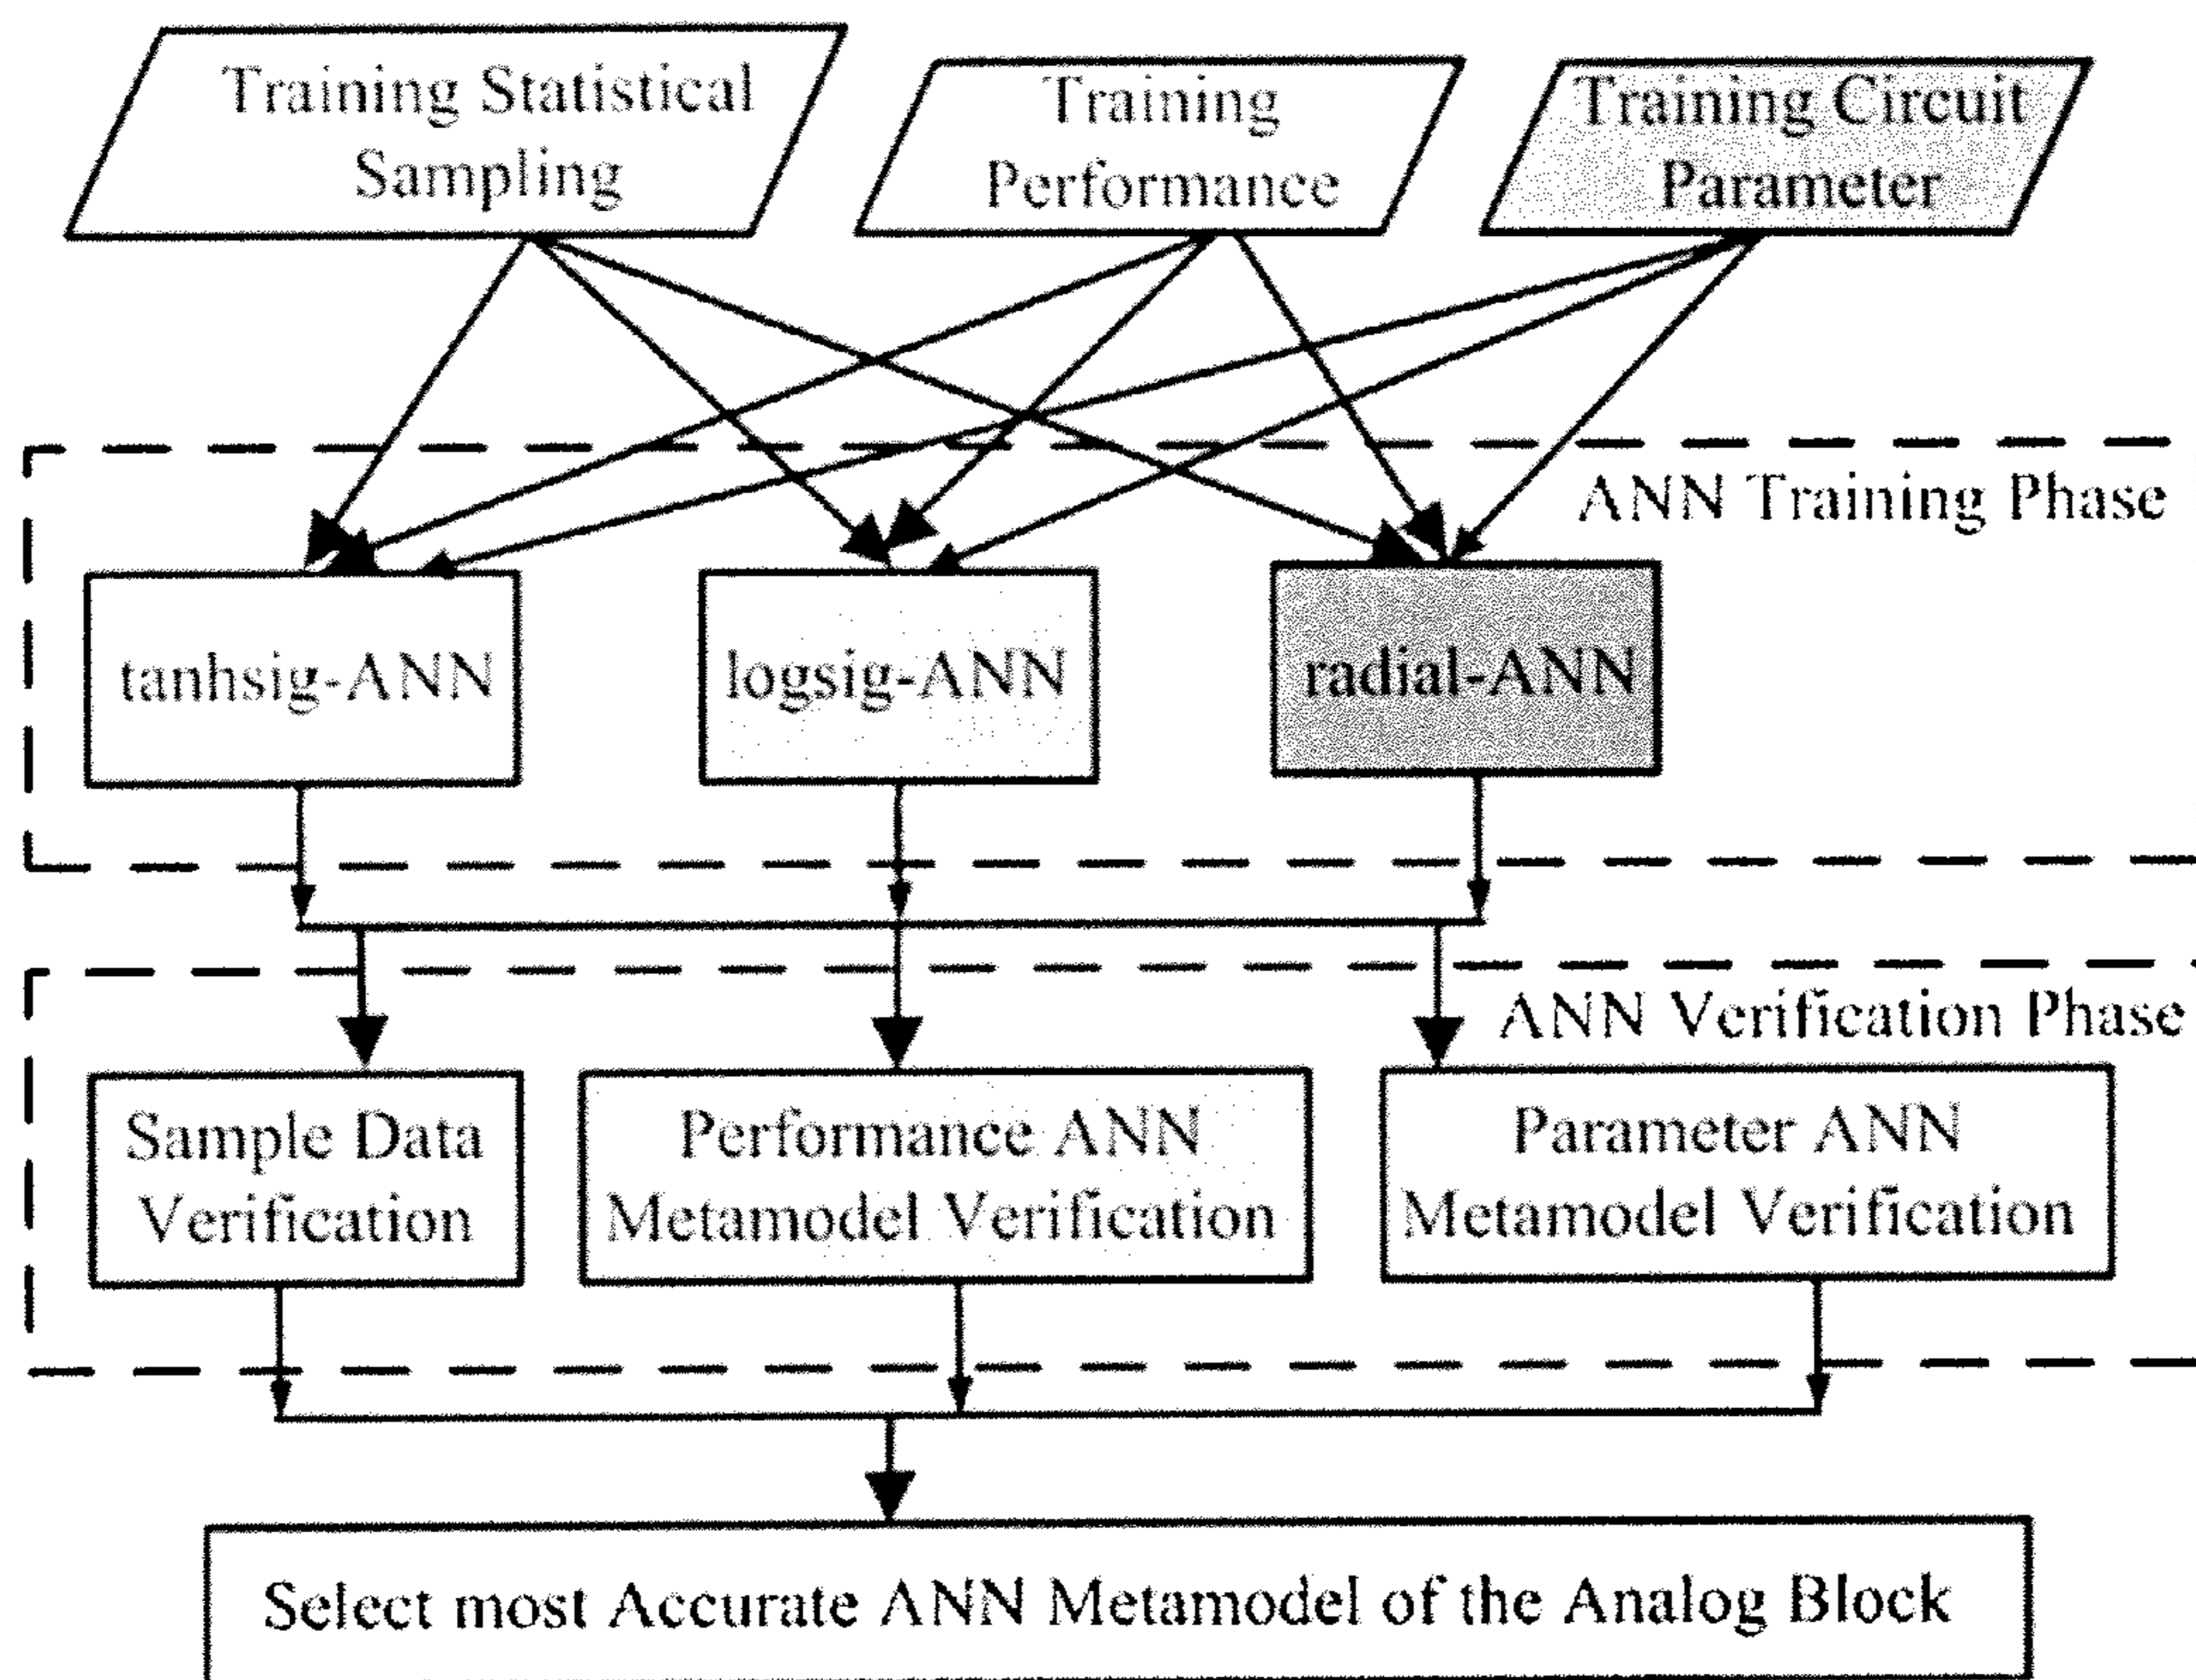 Training Statistical
Sampling
Training
Performance
Training Circuit
Parameter
ANN Training Phase
tanhsig-ANN
logsig-ANN
radial-ANN
ANN Verification Phase
Sample Data
Verification
Performance ANN
Metamodel Verification
Parameter ANN
Metamodel Verification
Select most Accurate ANN Metamodel of the Analog Block